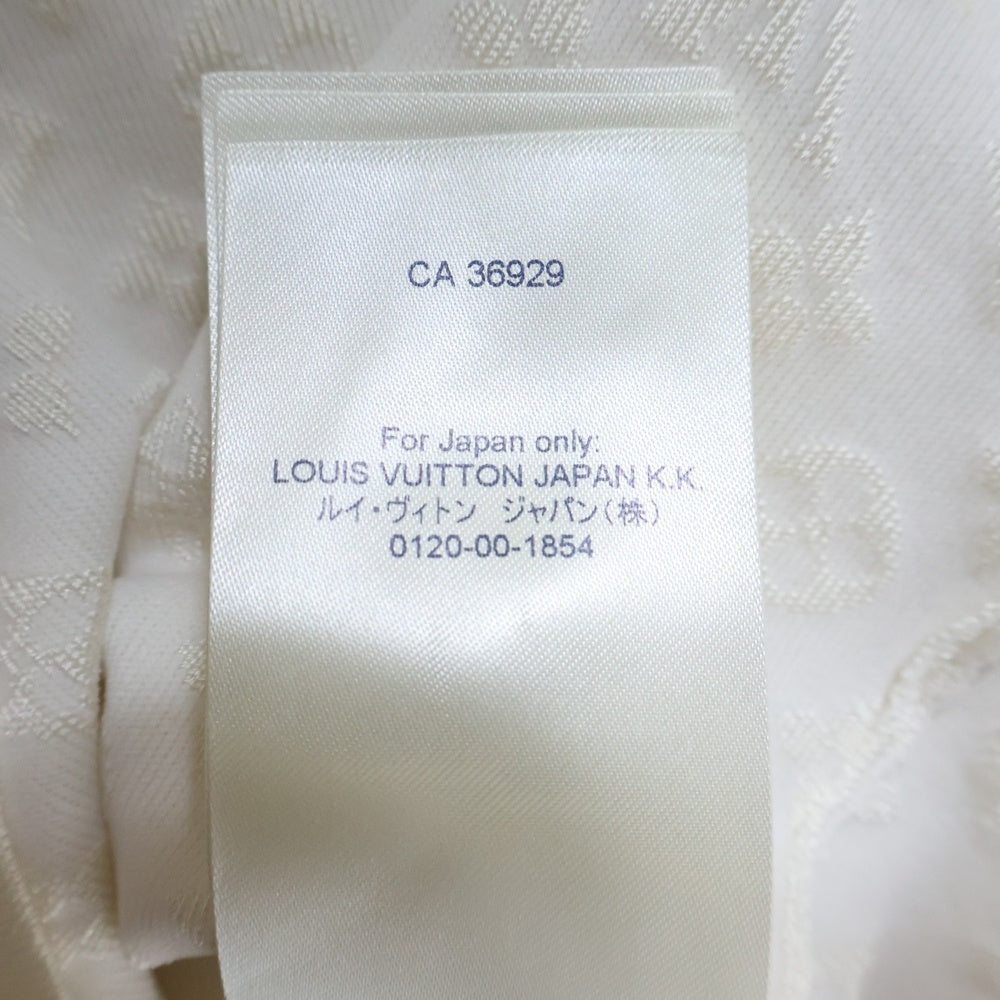 CA 36929
For Japan only:
LOUIS VUITTON JAPAN K.K.
ルイ・ヴィトン ジャパン(株)
0120-00-1854